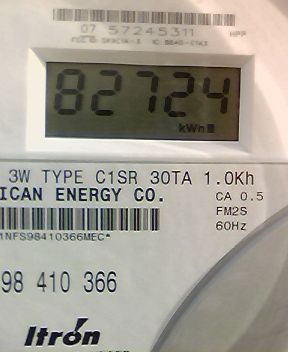 07 57245311
82724
kWh
3W TYPE C1SR 30TA 1.0Kh
ICAN ENERGY CO.
CA 0.5
FM2S
60Hz
1NFS98410366MEC*
98 410 366
Itron